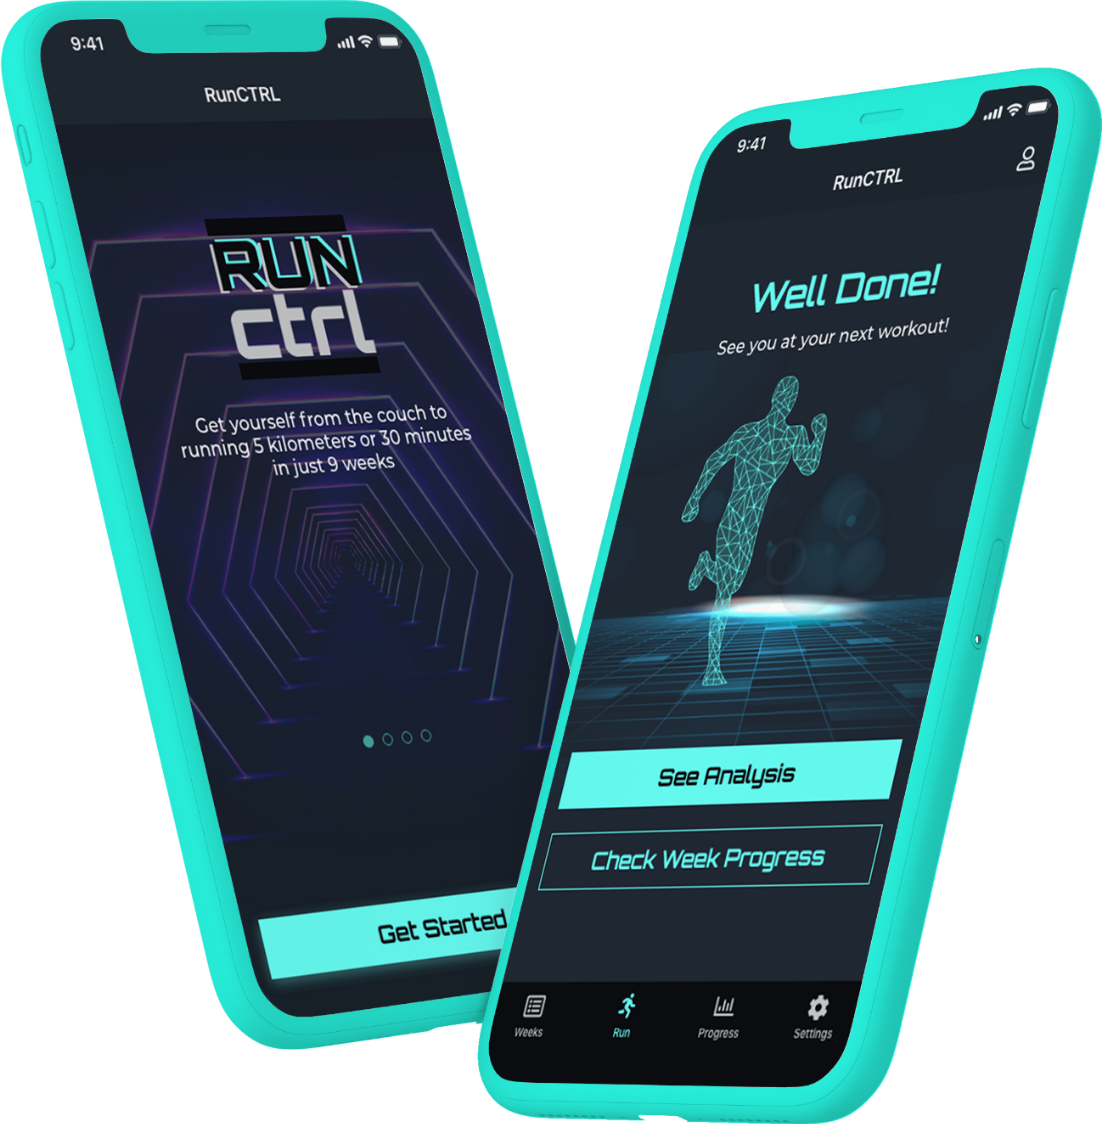 9:41
RunCTRL
RUN
ctrl
Get yourself from the couch to
running 5 kilometers or 30 minutes
in just 9 weeks
Get Started
9:41
RunCTRL
Well Done!
See you at your next workout!
See Analysis
Check Week Progress
Weeks
Run
Progress
Settings